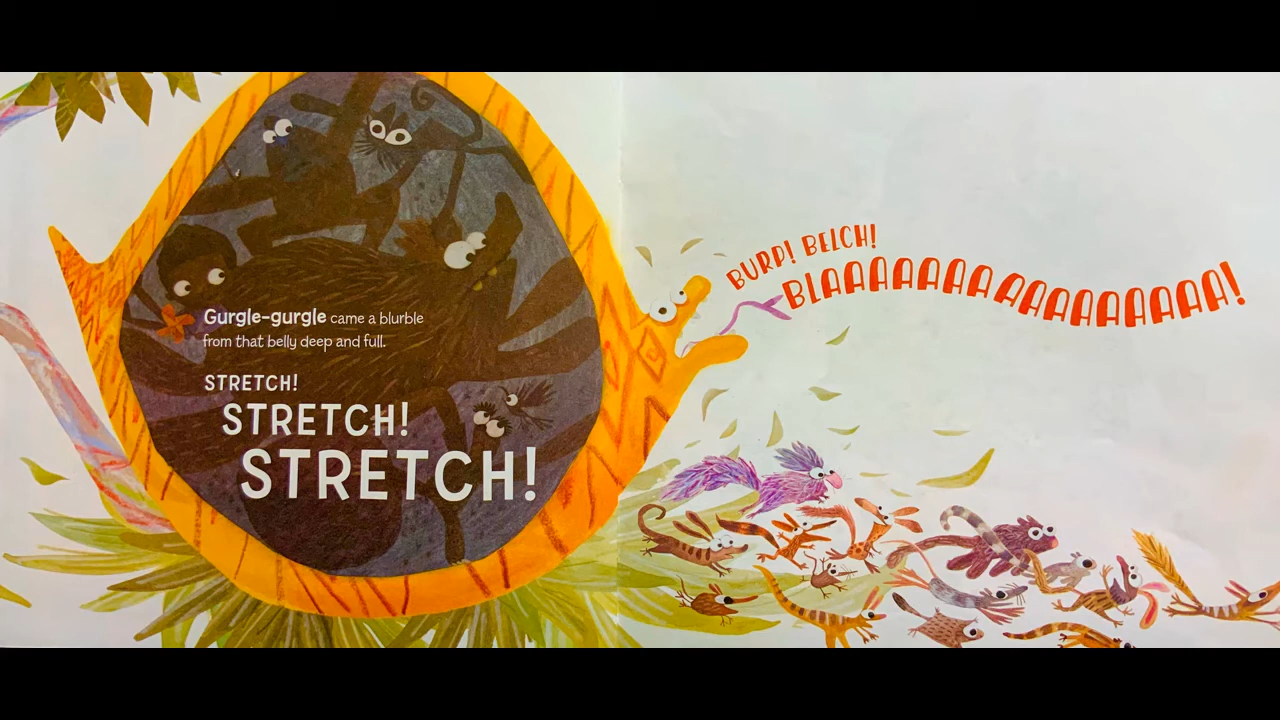 Gurgle-gurgle came a blurble
from that belly deep and full.
STRETCH!
STRETCH!
STRETCH!
BURP! BELCH!
BLAAAAAAAAAAAAAAAA!